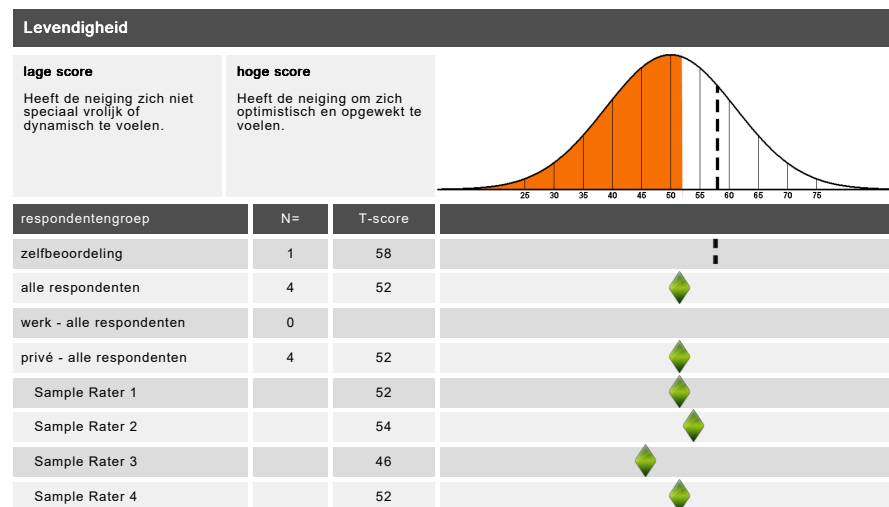 Levendigheid
lage score
Heeft de neiging zich niet
speciaal vrolijk of
dynamisch te voelen.
hoge score
Heeft de neiging om zich
optimistisch en opgewekt te
voelen.
25 30 35 40 45 50 55 60 65 70 75
respondentengroep N= T-score
zelfbeoordeling 1 58
alle respondenten 4 52
werk - alle respondenten 0
privé - alle respondenten 4 52
Sample Rater 1 52
Sample Rater 2 54
Sample Rater 3 46
Sample Rater 4 52